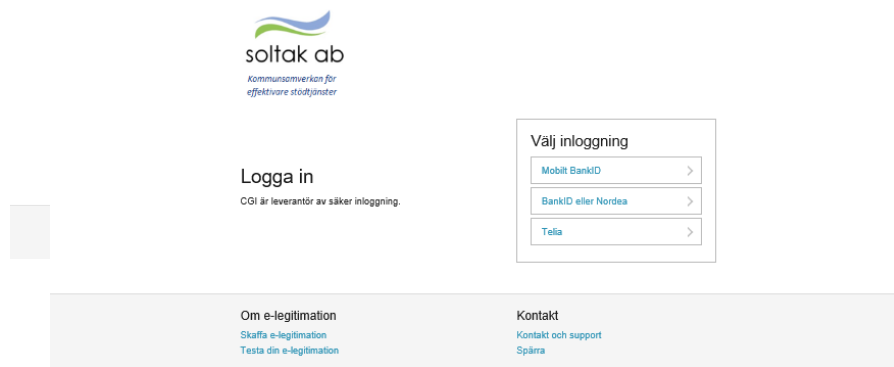 soltak ab
Kommunsamverkan för
effektivare stödtjänster
Logga in
CGI är leverantör av säker inloggning.
Välj inloggning
Mobilt BankID
BankID eller Nordea
Telia
Om e-legitimation
Skaffa e-legitimation
Testa din e-legitimation
Kontakt
Kontakt och support
Spärra